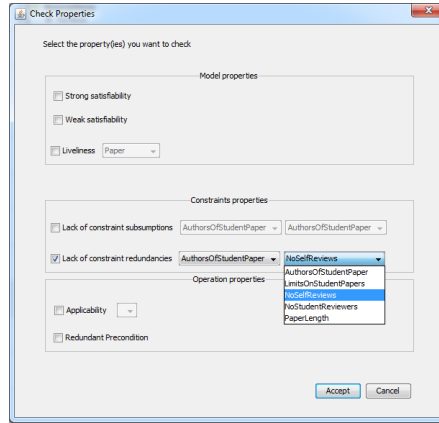 Check Properties
Select the property(ies) you want to check
Model properties
Strong satisfiability
Weak satisfiability
Liveliness Paper
Constraints properties
Lack of constraint subsumptions AuthorsOfStudentPaper AuthorsOfStudentPaper
Lack of constraint redundancies AuthorsOfStudentPaper NoSelfReviews
AuthorsOfStudentPaper
LimitsOnStudentPapers
NoSelfReviews
NoStudentReviewers
PaperLength
Operation properties
Applicability
Redundant Precondition
Accept Cancel